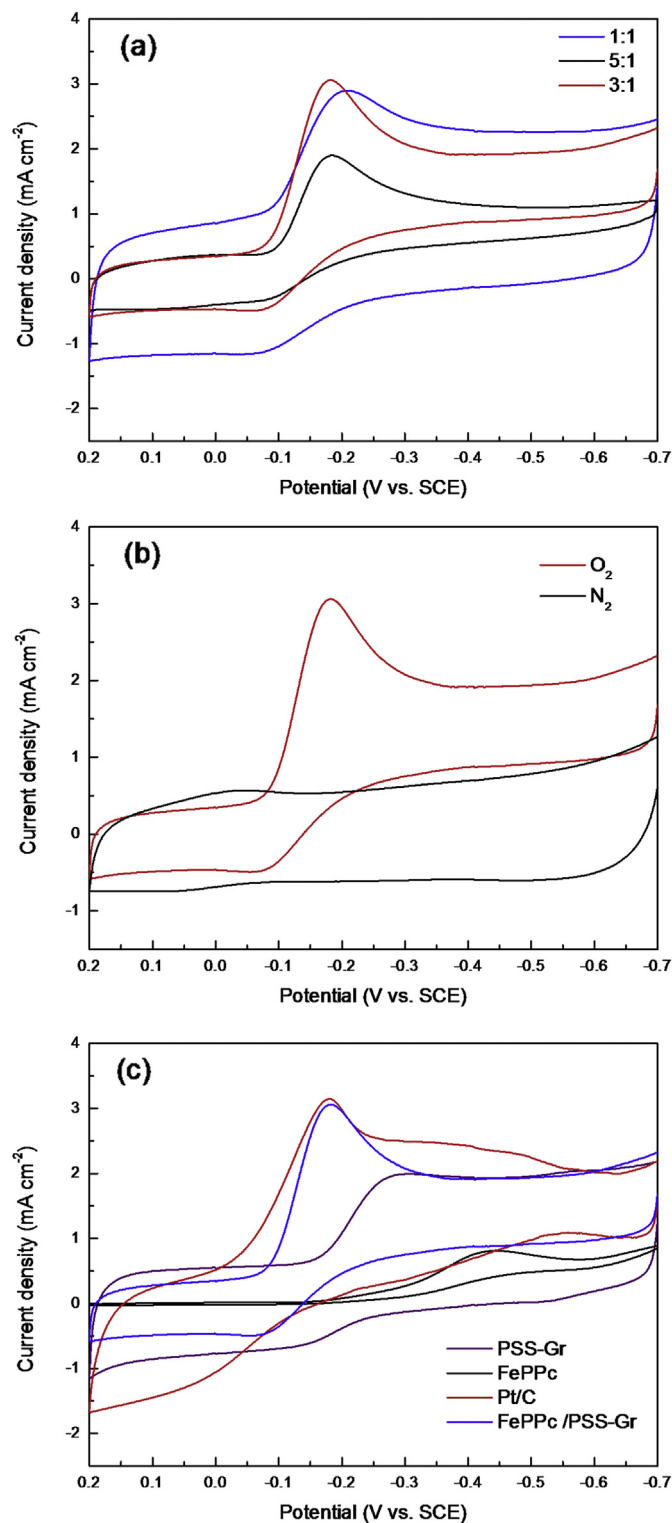 (a)
1:1
5:1
3:1
4
3
2
1
0
-1
-2
Current density (mA cm⁻²)
0.2 0.1 0.0 -0.1 -0.2 -0.3 -0.4 -0.5 -0.6 -0.7
Potential (V vs. SCE)
(b)
O₂
N₂
4
3
2
1
0
-1
Current density (mA cm⁻²)
0.2 0.1 0.0 -0.1 -0.2 -0.3 -0.4 -0.5 -0.6 -0.7
Potential (V vs. SCE)
(c)
4
3
2
1
0
-1
-2
Current density (mA cm⁻²)
PSS-Gr
FePPc
Pt/C
FePPc /PSS-Gr
0.2 0.1 0.0 -0.1 -0.2 -0.3 -0.4 -0.5 -0.6 -0.7
Potential (V vs. SCE)